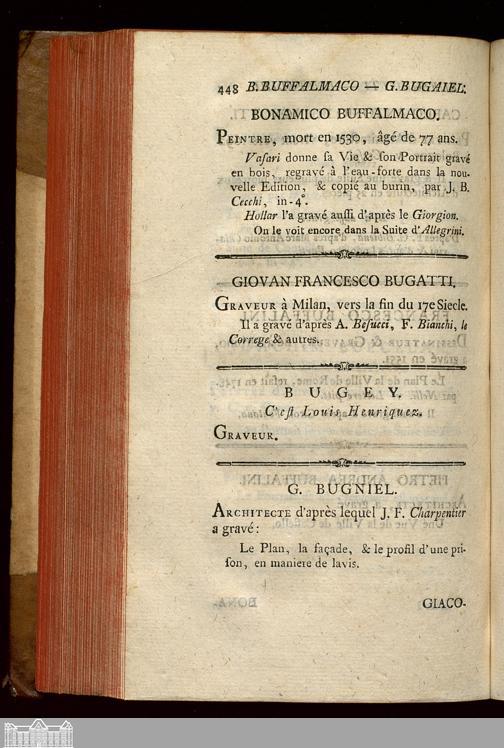 448 B. BUFFALMACO — G. BUGAIEL.
BONAMICO BUFFALMACO.
PEINTRE, mort en 1530, âgé de 77 ans.
Vaſari donne ſa Vie & ſon Portrait gravé
en bois, regravé à l'eau-forte dans la nou-
velle Edition, & copié au burin, par J. B.
Cecchi, in-4°.
Hollar l'a gravé auſſi d'après le Giorgion.
On le voit encore dans la Suite d'Allegrini.
GIOVAN FRANCESCO BUGATTI.
GRAVEUR à Milan, vers la fin du 17e Siecle.
Il a gravé d'après A. Beſucci, F. Bianchi, le
Correge & autres.
BUGEY.
C'eſt Louis Henriquez.
GRAVEUR.
G. BUGNIEL.
ARCHITECTE d'après lequel J. F. Charpentier
a gravé:
Le Plan, la façade, & le profil d'une pri-
ſon, en maniere de lavis.
GIACO-